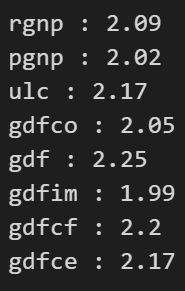 rgnp : 2.09
pgnp : 2.02
ulc : 2.17
gdfco : 2.05
gdf : 2.25
gdfim : 1.99
gdfcf : 2.2
gdfce : 2.17